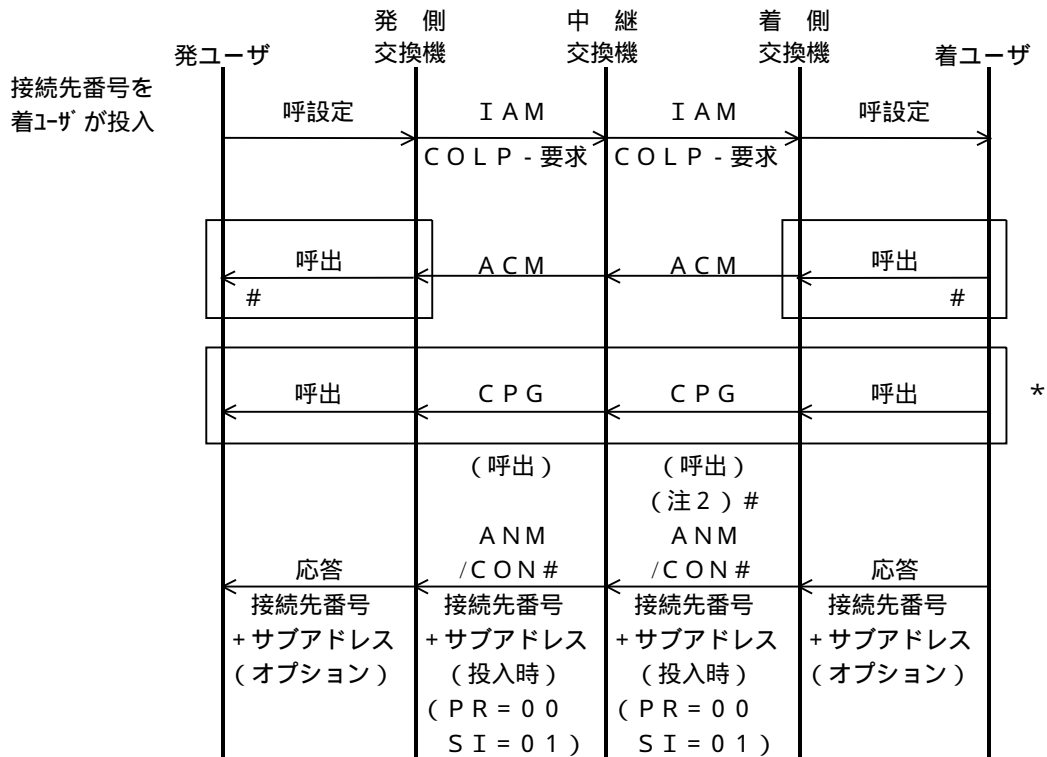 発 側 中 継 着 側
発ユーザ 交換機 交換機 交換機 着ユーザ
接続先番号を
着ユーザが投入
呼設定 ＩＡＭ ＩＡＭ 呼設定
ＣＯＬＰ-要求 ＣＯＬＰ-要求
呼出 ＡＣＭ ＡＣＭ 呼出
# #
呼出 ＣＰＧ ＣＰＧ 呼出 *
(呼出) (呼出)
(注２)#
ＡＮＭ ＡＮＭ
応答 /ＣＯＮ# /ＣＯＮ# 応答
接続先番号 接続先番号 接続先番号 接続先番号
+サブアドレス +サブアドレス +サブアドレス +サブアドレス
(オプション) (投入時) (投入時) (オプション)
(ＰＲ=００ (ＰＲ=００
ＳＩ=０１) ＳＩ=０１)